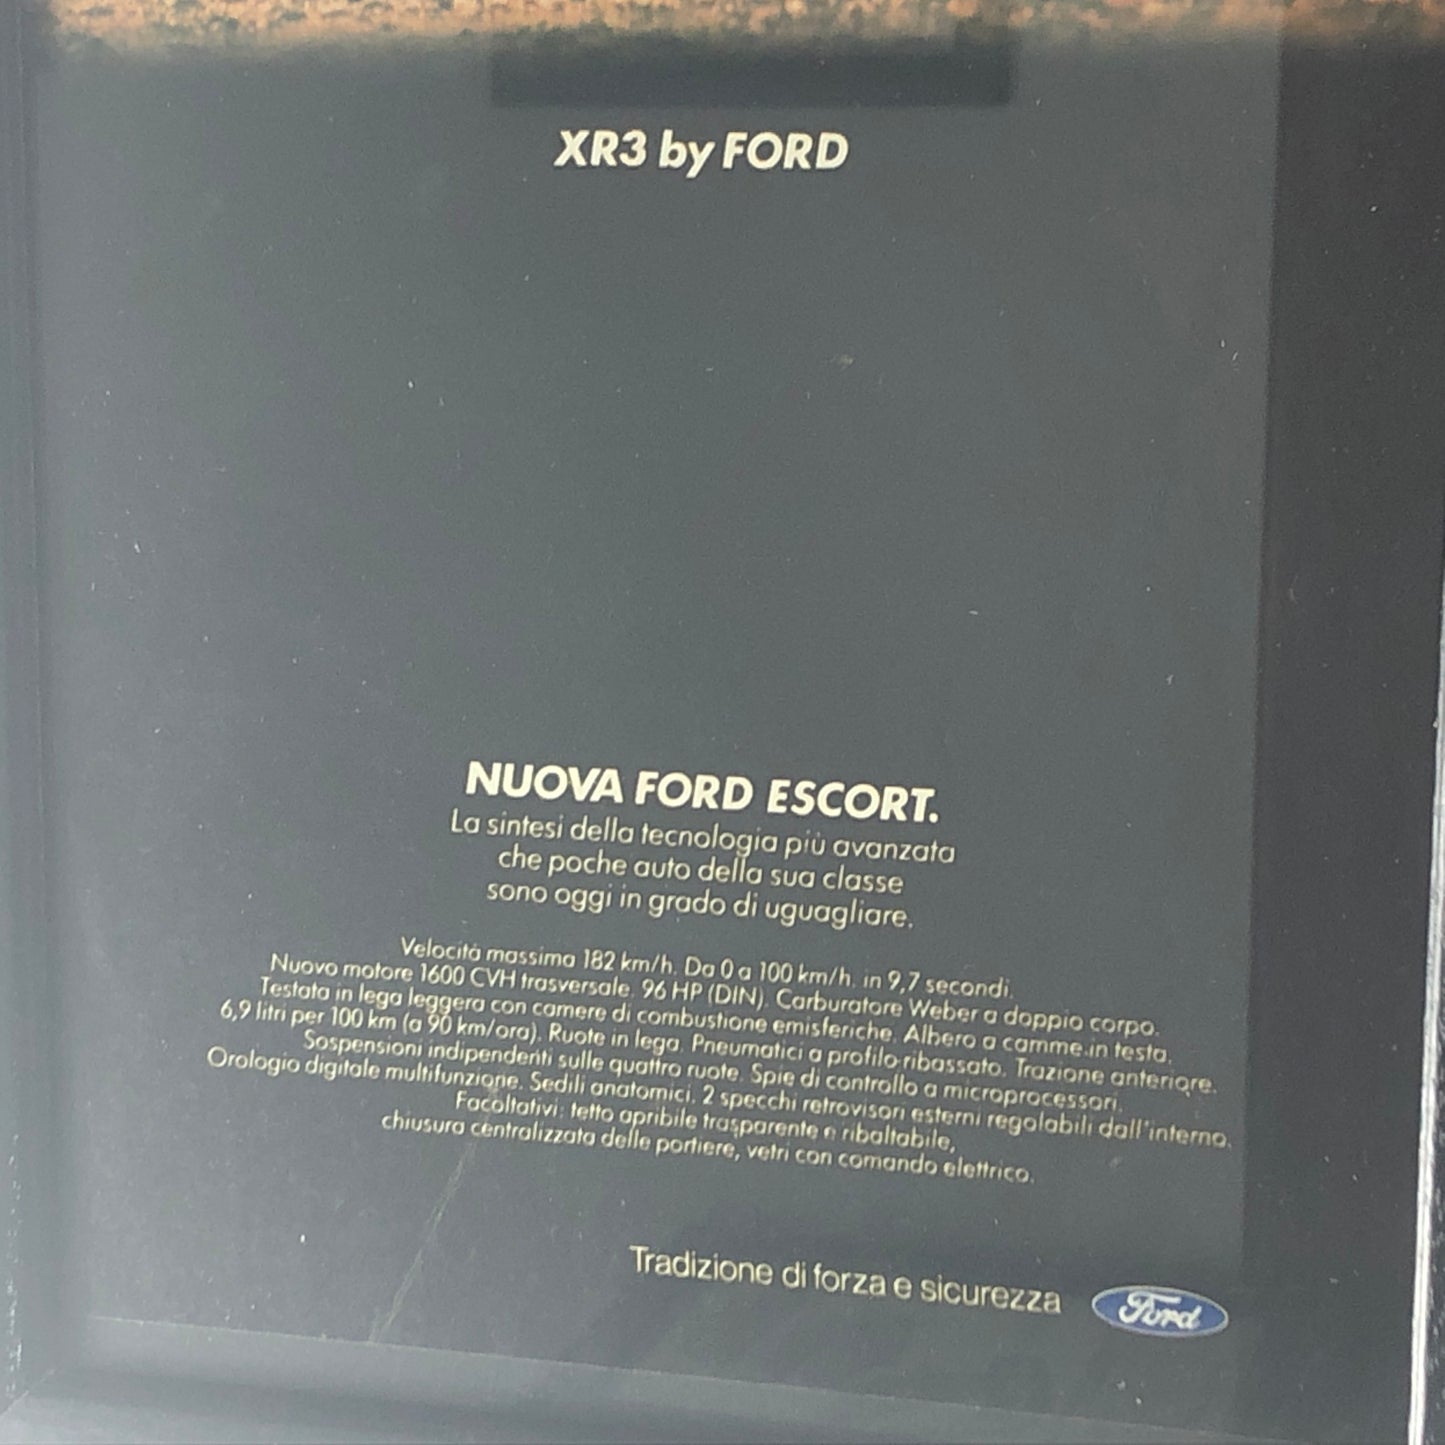 XR3 by FORD
NUOVA FORD ESCORT.
La sintesi della tecnologia più avanzata
che poche auto della sua classe
sono oggi in grado di uguagliare.
Velocità massima 182 km/h. Da 0 a 100 km/h. in 9,7 secondi.
Nuovo motore 1600 CVH trasversale. 96 HP (DIN). Carburatore Weber a doppio corpo.
Testata in lega leggera con camere di combustione emisferiche. Albero a camme in testa.
6,9 litri per 100 km (a 90 km/ora). Ruote in lega. Pneumatici a profilo ribassato. Trazione anteriore.
Sospensioni indipendenti sulle quattro ruote. Spie di controllo a microprocessori.
Orologio digitale multifunzione. Sedili anatomici. 2 specchi retrovisori esterni regolabili dall'interno.
Facoltativi: tetto apribile trasparente e ribaltabile,
chiusura centralizzata delle portiere, vetri con comando elettrico.
Tradizione di forza e sicurezza Ford